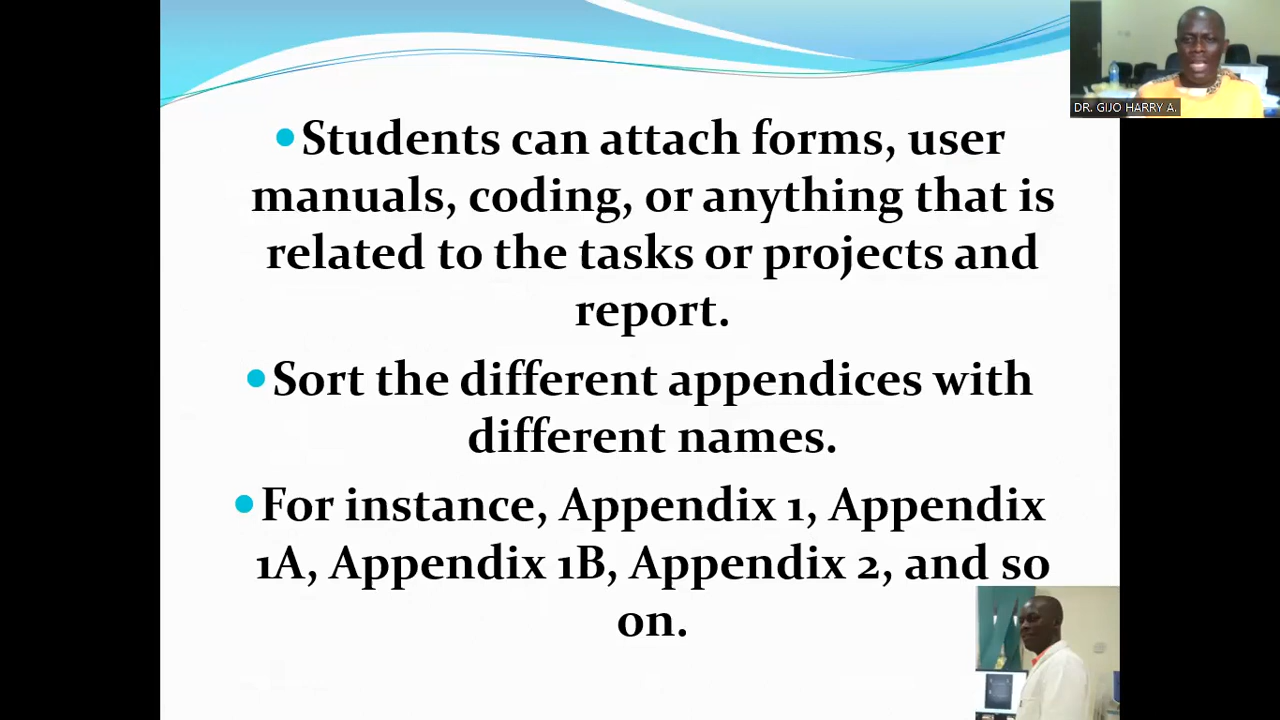 DR. GIJO HARRY A.
•Students can attach forms, user
manuals, coding, or anything that is
related to the tasks or projects and
report.
•Sort the different appendices with
different names.
•For instance, Appendix 1, Appendix
1A, Appendix 1B, Appendix 2, and so
on.